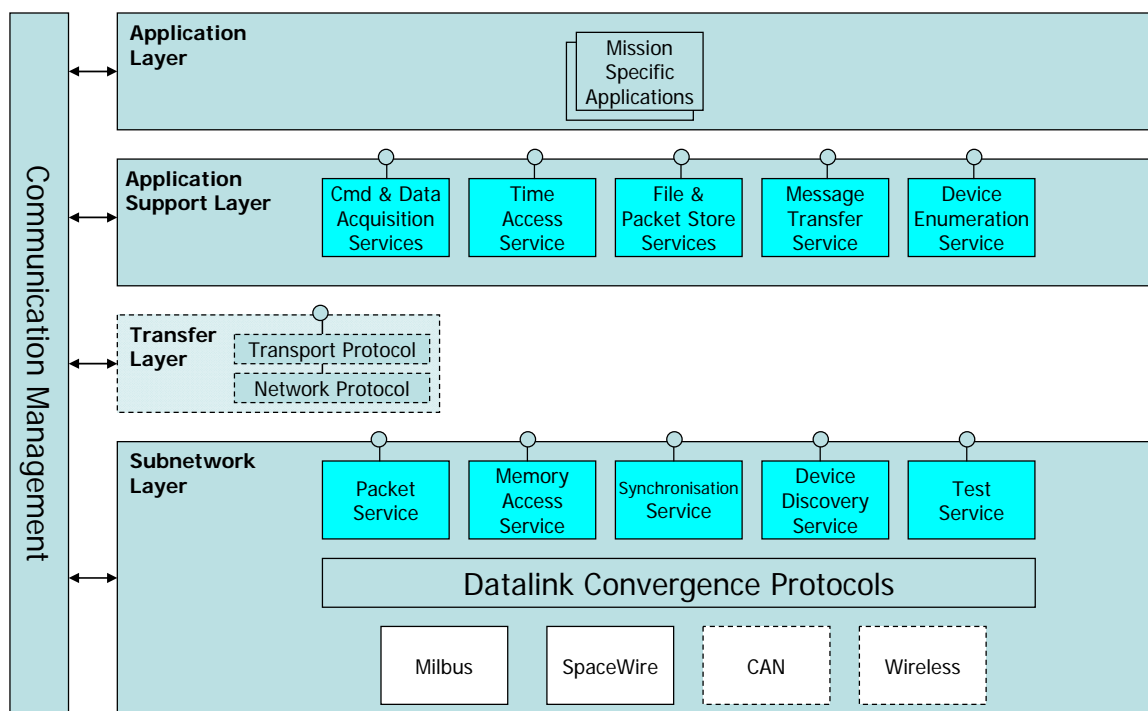 Communication Management
Application
Layer
Mission
Specific
Applications
Application
Support Layer
Cmd & Data
Acquisition
Services
Time
Access
Service
File &
Packet Store
Services
Message
Transfer
Service
Device
Enumeration
Service
Transfer
Layer
Transport Protocol
Network Protocol
Subnetwork
Layer
Packet
Service
Memory
Access
Service
Synchronisation
Service
Device
Discovery
Service
Test
Service
Datalink Convergence Protocols
Milbus
SpaceWire
CAN
Wireless